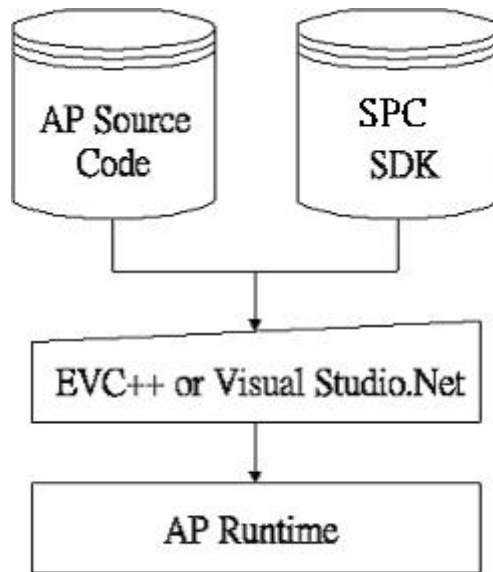 AP Source
Code
SPC
SDK
EVC++ or Visual Studio.Net
AP Runtime